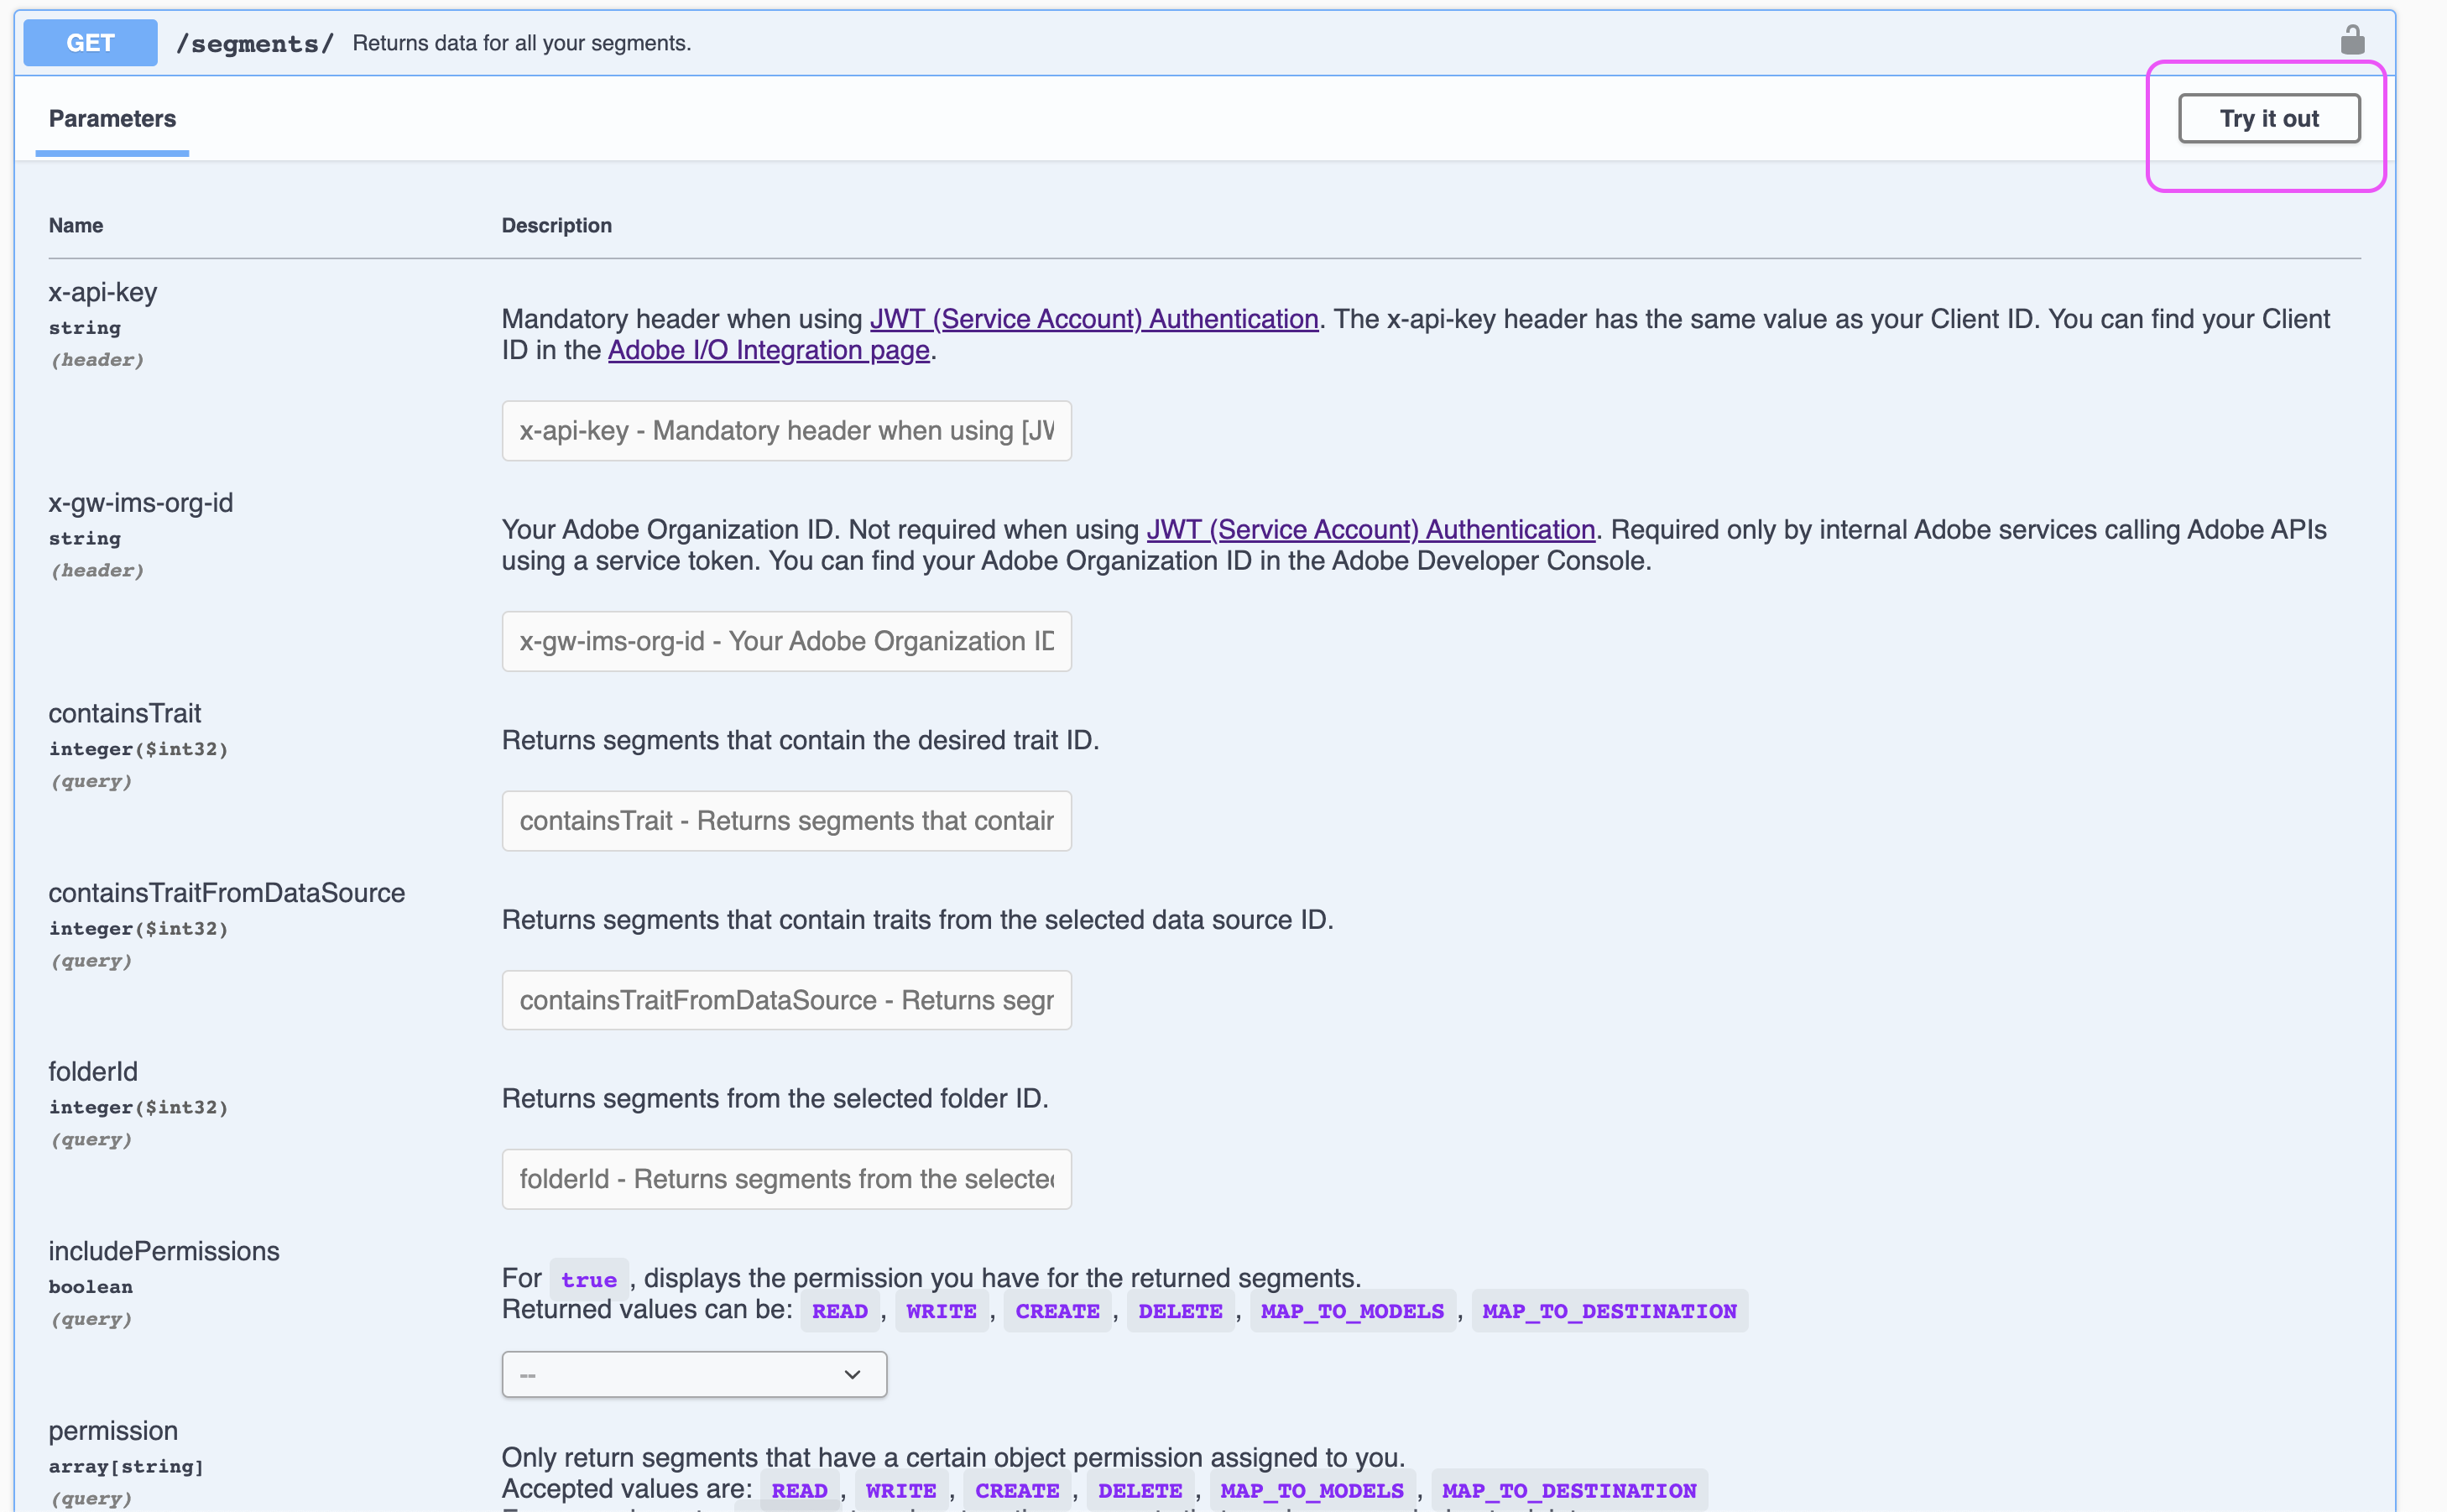 GET /segments/ Returns data for all your segments.
Parameters
Try it out
Name Description
x-api-key
string
(header)
Mandatory header when using JWT (Service Account) Authentication. The x-api-key header has the same value as your Client ID. You can find your Client
ID in the Adobe I/O Integration page.
x-api-key - Mandatory header when using [JW
x-gw-ims-org-id
string
(header)
Your Adobe Organization ID. Not required when using JWT (Service Account) Authentication. Required only by internal Adobe services calling Adobe APIs
using a service token. You can find your Adobe Organization ID in the Adobe Developer Console.
x-gw-ims-org-id - Your Adobe Organization ID
containsTrait
integer($int32)
(query)
Returns segments that contain the desired trait ID.
containsTrait - Returns segments that contain
containsTraitFromDataSource
integer($int32)
(query)
Returns segments that contain traits from the selected data source ID.
containsTraitFromDataSource - Returns segm
folderId
integer($int32)
(query)
Returns segments from the selected folder ID.
folderId - Returns segments from the selected
includePermissions
boolean
(query)
For true , displays the permission you have for the returned segments.
Returned values can be: READ , WRITE , CREATE , DELETE , MAP_TO_MODELS , MAP_TO_DESTINATION
--
permission
array[string]
(query)
Only return segments that have a certain object permission assigned to you.
Accepted values are: READ , WRITE , CREATE , DELETE , MAP_TO_MODELS , MAP_TO_DESTINATION